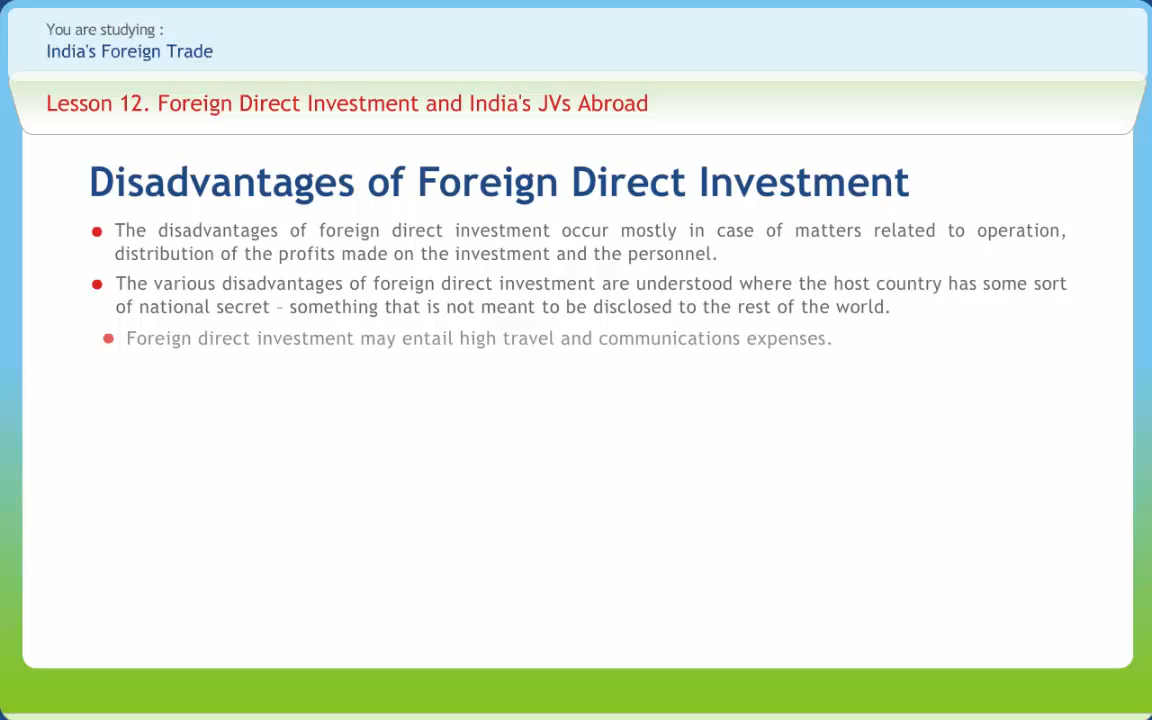 You are studying :
India's Foreign Trade
Lesson 12. Foreign Direct Investment and India's JVs Abroad
Disadvantages of Foreign Direct Investment
The disadvantages of foreign direct investment occur mostly in case of matters related to operation,
distribution of the profits made on the investment and the personnel.
The various disadvantages of foreign direct investment are understood where the host country has some sort
of national secret – something that is not meant to be disclosed to the rest of the world.
Foreign direct investment may entail high travel and communications expenses.